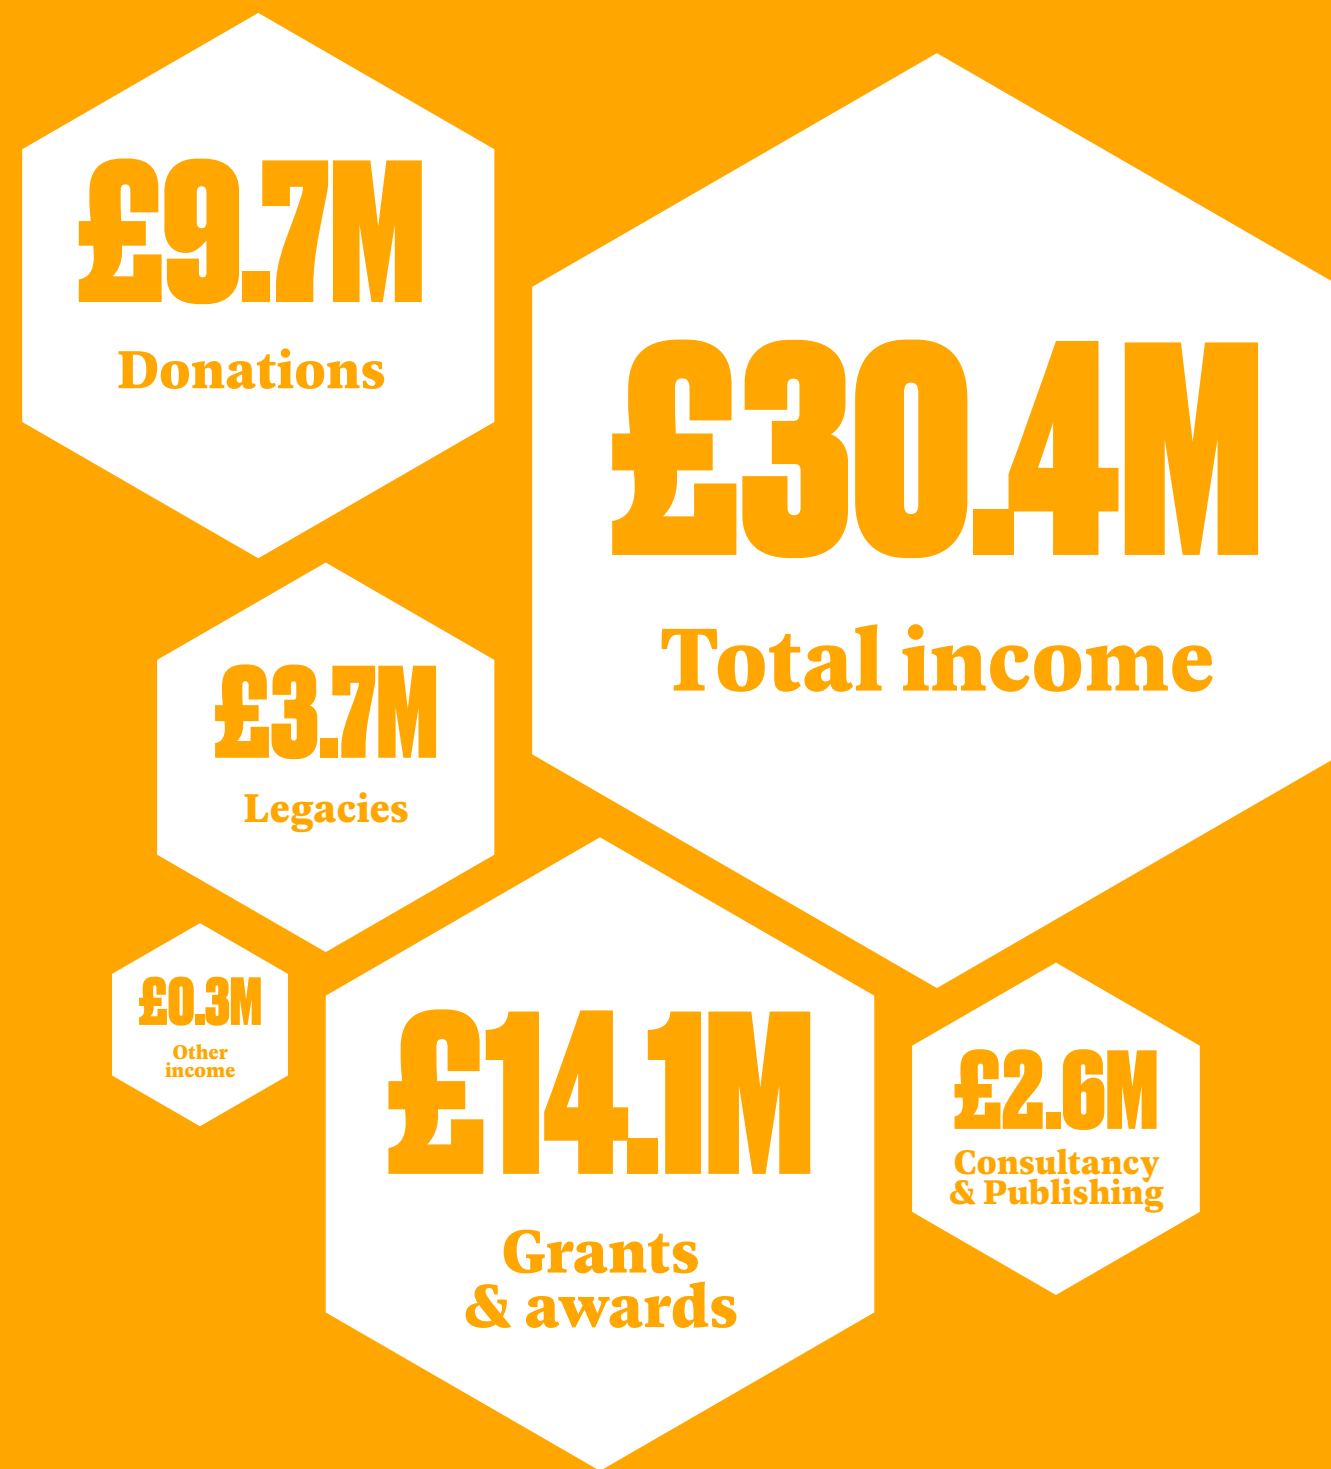 £9.7M
Donations
£30.4M
Total income
£3.7M
Legacies
£0.3M
Other
income
£14.1M
Grants
& awards
£2.6M
Consultancy
& Publishing